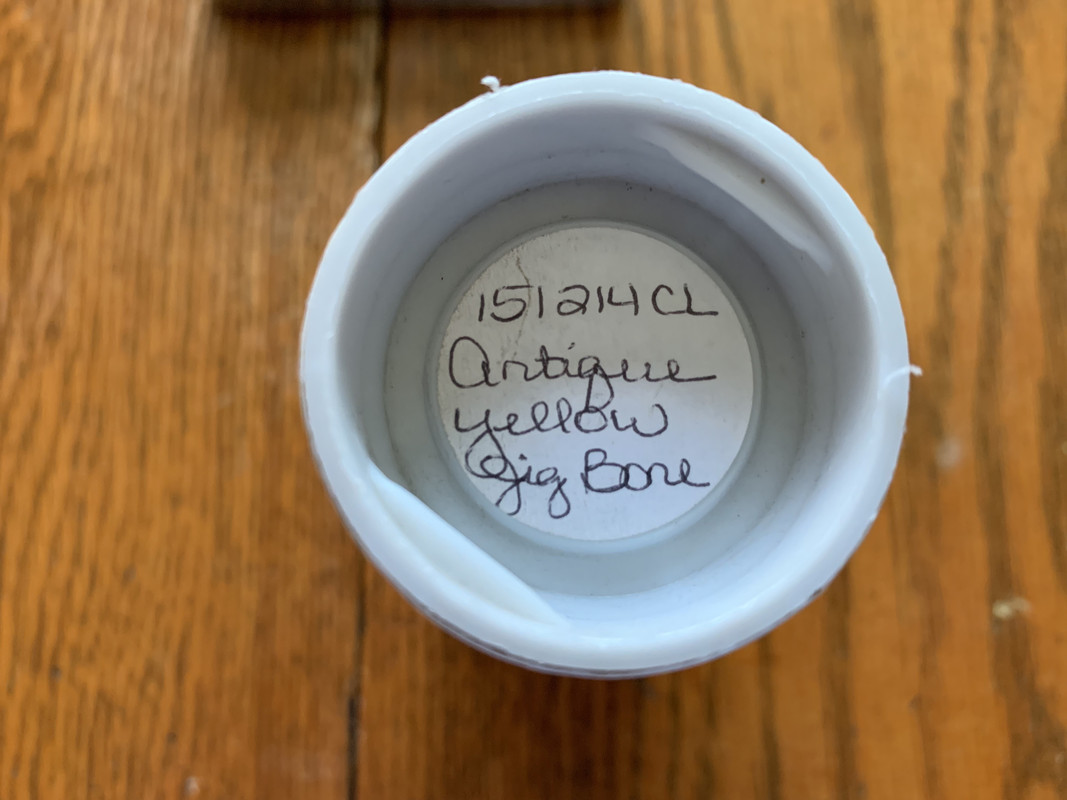 151214CL
Antique
Yellow
Jig Bone